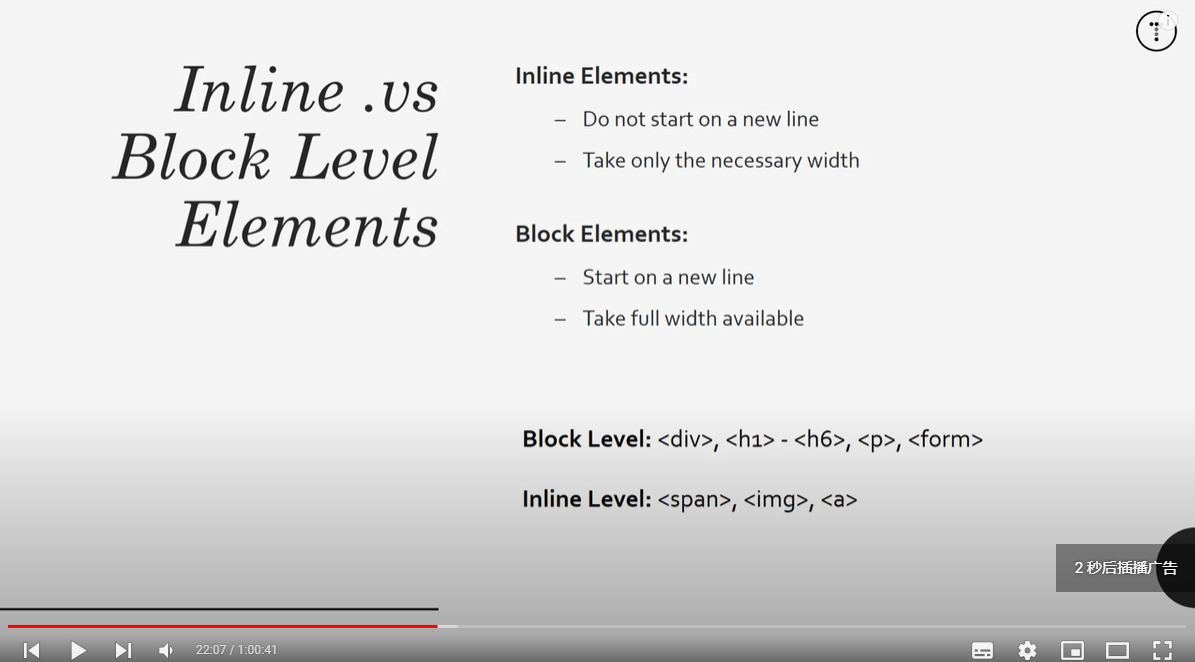 Inline .vs
Block Level
Elements
Inline Elements:
– Do not start on a new line
– Take only the necessary width
Block Elements:
– Start on a new line
– Take full width available
Block Level: <div>, <h1> - <h6>, <p>, <form>
Inline Level: <span>, <img>, <a>
2 秒后插播广告
22:07 / 1:00:41